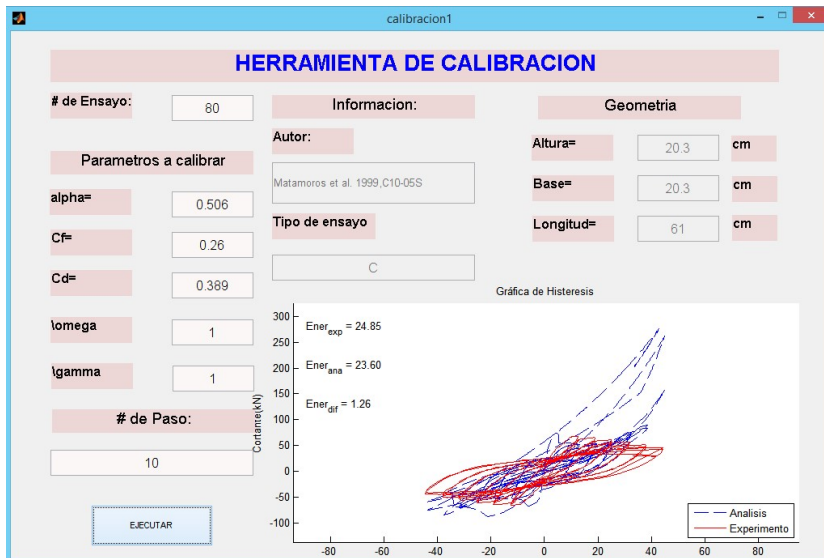 calibracion1
HERRAMIENTA DE CALIBRACION
# de Ensayo:
80
Parametros a calibrar
alpha=
0.506
Cf=
0.26
Cd=
0.389
\omega
1
\gamma
1
# de Paso:
10
EJECUTAR
Informacion:
Autor:
Matamoros et al. 1999,C10-05S
Tipo de ensayo
C
Geometria
Altura=
20.3
cm
Base=
20.3
cm
Longitud=
61
cm
Gráfica de Histeresis
Cortante(kN)
300
250
200
150
100
50
0
-50
-100
Ener_exp = 24.85
Ener_ana = 23.60
Ener_dif = 1.26
-80 -60 -40 -20 0 20 40 60 80
Analisis
Experimento